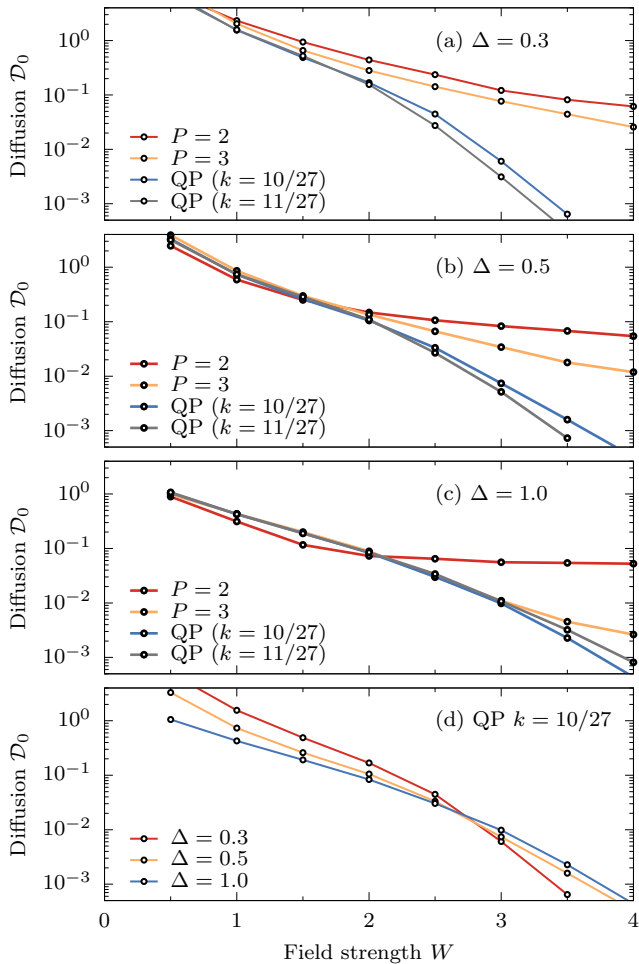 (a) Δ = 0.3
Diffusion 𝒟₀
10⁰
10⁻¹
10⁻²
10⁻³
P = 2
P = 3
QP (k = 10/27)
QP (k = 11/27)
(b) Δ = 0.5
Diffusion 𝒟₀
10⁰
10⁻¹
10⁻²
10⁻³
P = 2
P = 3
QP (k = 10/27)
QP (k = 11/27)
(c) Δ = 1.0
Diffusion 𝒟₀
10⁰
10⁻¹
10⁻²
10⁻³
P = 2
P = 3
QP (k = 10/27)
QP (k = 11/27)
(d) QP k = 10/27
Diffusion 𝒟₀
10⁰
10⁻¹
10⁻²
10⁻³
Δ = 0.3
Δ = 0.5
Δ = 1.0
0 1 2 3 4
Field strength W